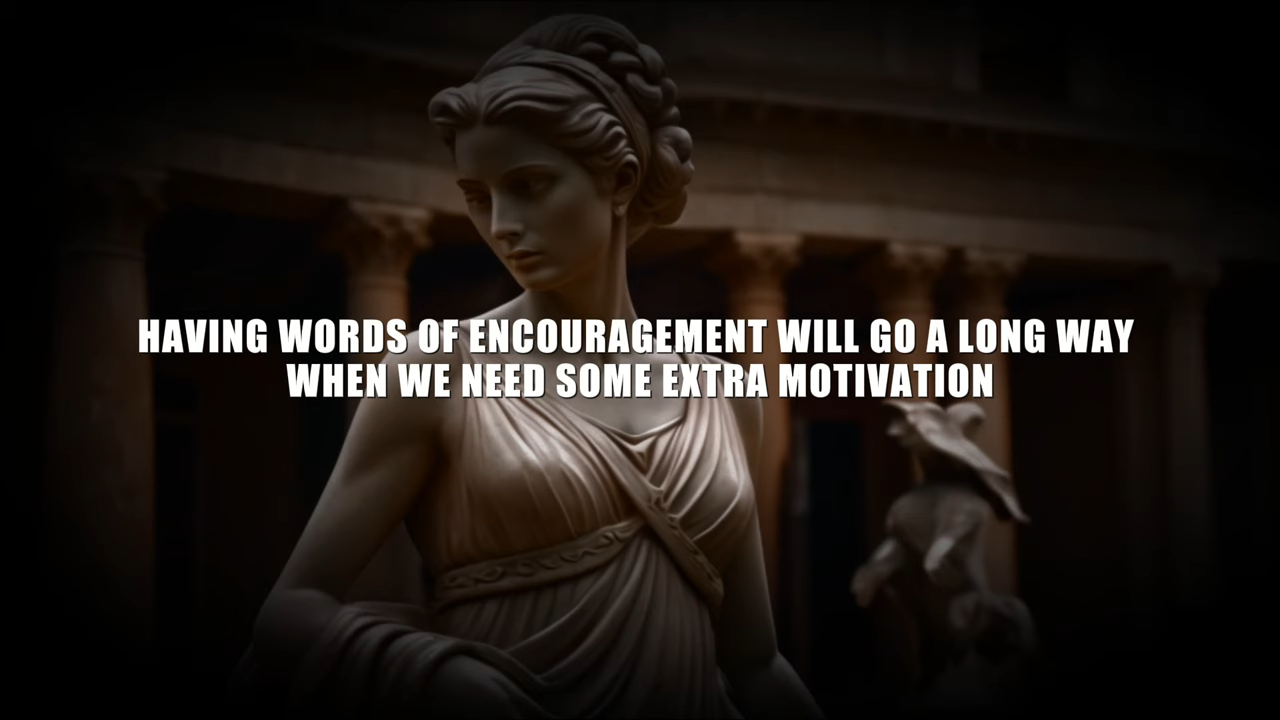 HAVING WORDS OF ENCOURAGEMENT WILL GO A LONG WAY
WHEN WE NEED SOME EXTRA MOTIVATION